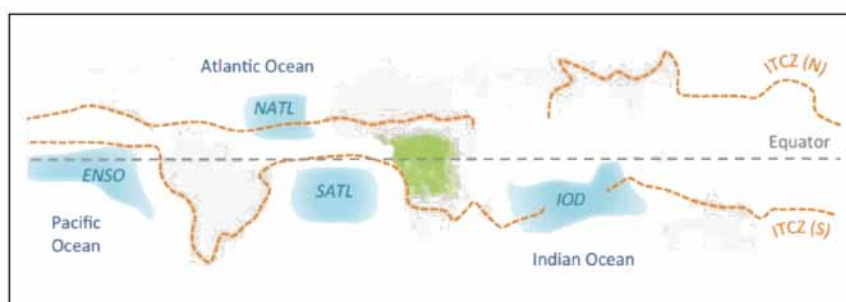 Atlantic Ocean
ITCZ (N)
NATL
Equator
ENSO
SATL
IOD
ITCZ (S)
Pacific
Ocean
Indian Ocean